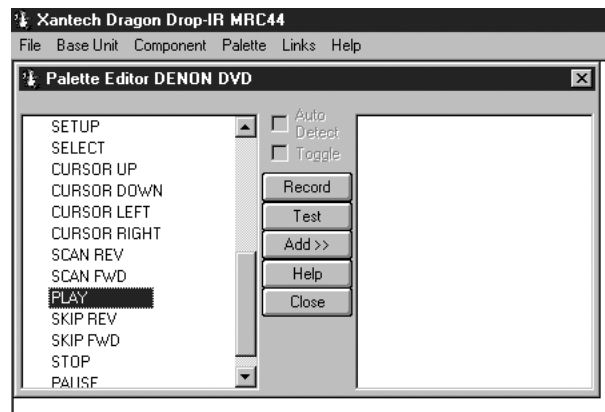 Xantech Dragon Drop-IR MRC44
File Base Unit Component Palette Links Help
Palette Editor DENON DVD
SETUP
SELECT
CURSOR UP
CURSOR DOWN
CURSOR LEFT
CURSOR RIGHT
SCAN REV
SCAN FWD
PLAY
SKIP REV
SKIP FWD
STOP
PAUSE
Auto
Detect
Toggle
Record
Test
Add >>
Help
Close